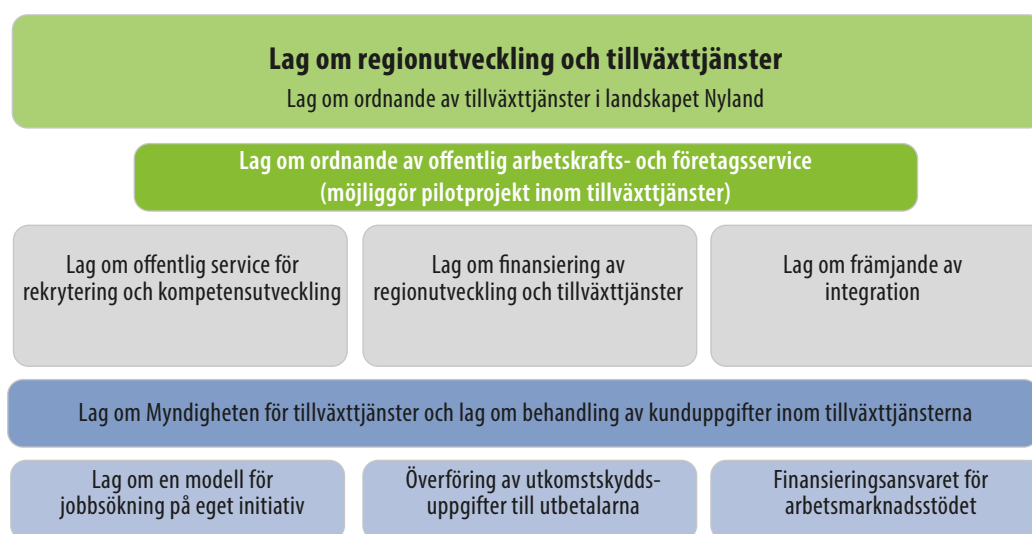 Lag om regionutveckling och tillväxttjänster
Lag om ordnande av tillväxttjänster i landskapet Nyland
Lag om ordnande av offentlig arbetskrafts- och företagsservice
(möjliggör pilotprojekt inom tillväxttjänster)
Lag om offentlig service för
rekrytering och kompetensutveckling
Lag om finansiering av
regionutveckling och tillväxttjänster
Lag om främjande av
integration
Lag om Myndigheten för tillväxttjänster och lag om behandling av kunduppgifter inom tillväxttjänsterna
Lag om en modell för
jobbsökning på eget initiativ
Överföring av utkomstskydds-
uppgifter till utbetalarna
Finansieringsansvaret för
arbetsmarknadsstödet